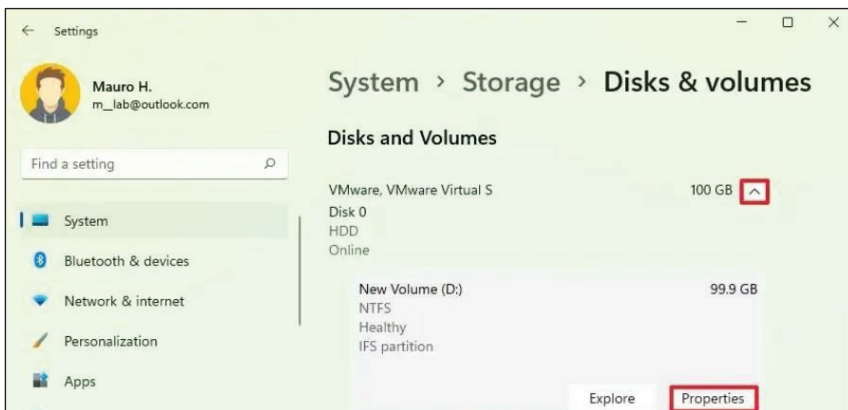 Settings
Mauro H.
m_lab@outlook.com
Find a setting
System
Bluetooth & devices
Network & internet
Personalization
Apps
System > Storage > Disks & volumes
Disks and Volumes
VMware, VMware Virtual S 100 GB
Disk 0
HDD
Online
New Volume (D:) 99.9 GB
NTFS
Healthy
IFS partition
Explore Properties